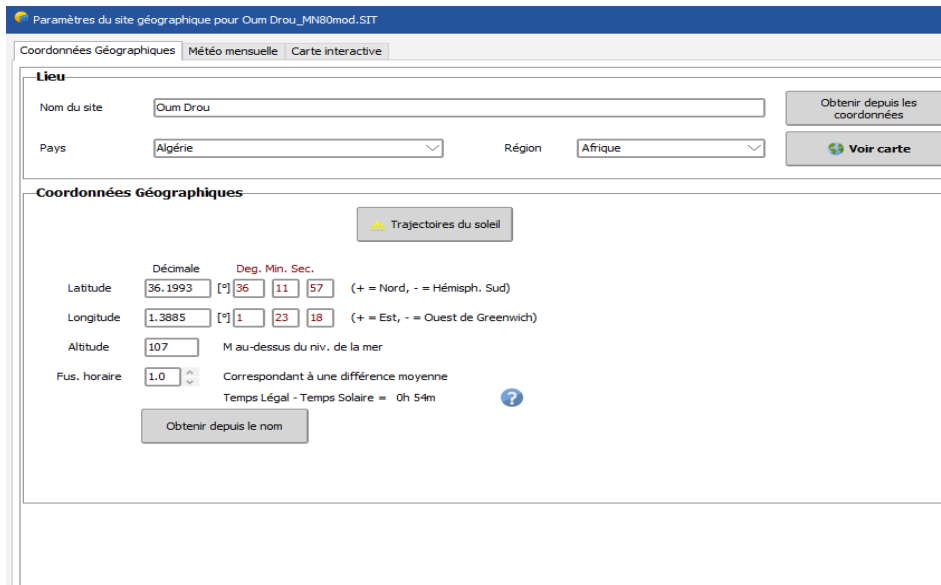 Paramètres du site géographique pour Oum Drou_MN80mod.SIT
Coordonnées Géographiques Météo mensuelle Carte interactive
Lieu
Nom du site Oum Drou Obtenir depuis les
coordonnées
Pays Algérie Région Afrique Voir carte
Coordonnées Géographiques
Trajectoires du soleil
Décimale Deg. Min. Sec.
Latitude 36.1993 [°] 36 11 57 (+ = Nord, - = Hémisph. Sud)
Longitude 1.3885 [°] 1 23 18 (+ = Est, - = Ouest de Greenwich)
Altitude 107 M au-dessus du niv. de la mer
Fus. horaire 1.0 Correspondant à une différence moyenne
Temps Légal - Temps Solaire = 0h 54m ?
Obtenir depuis le nom